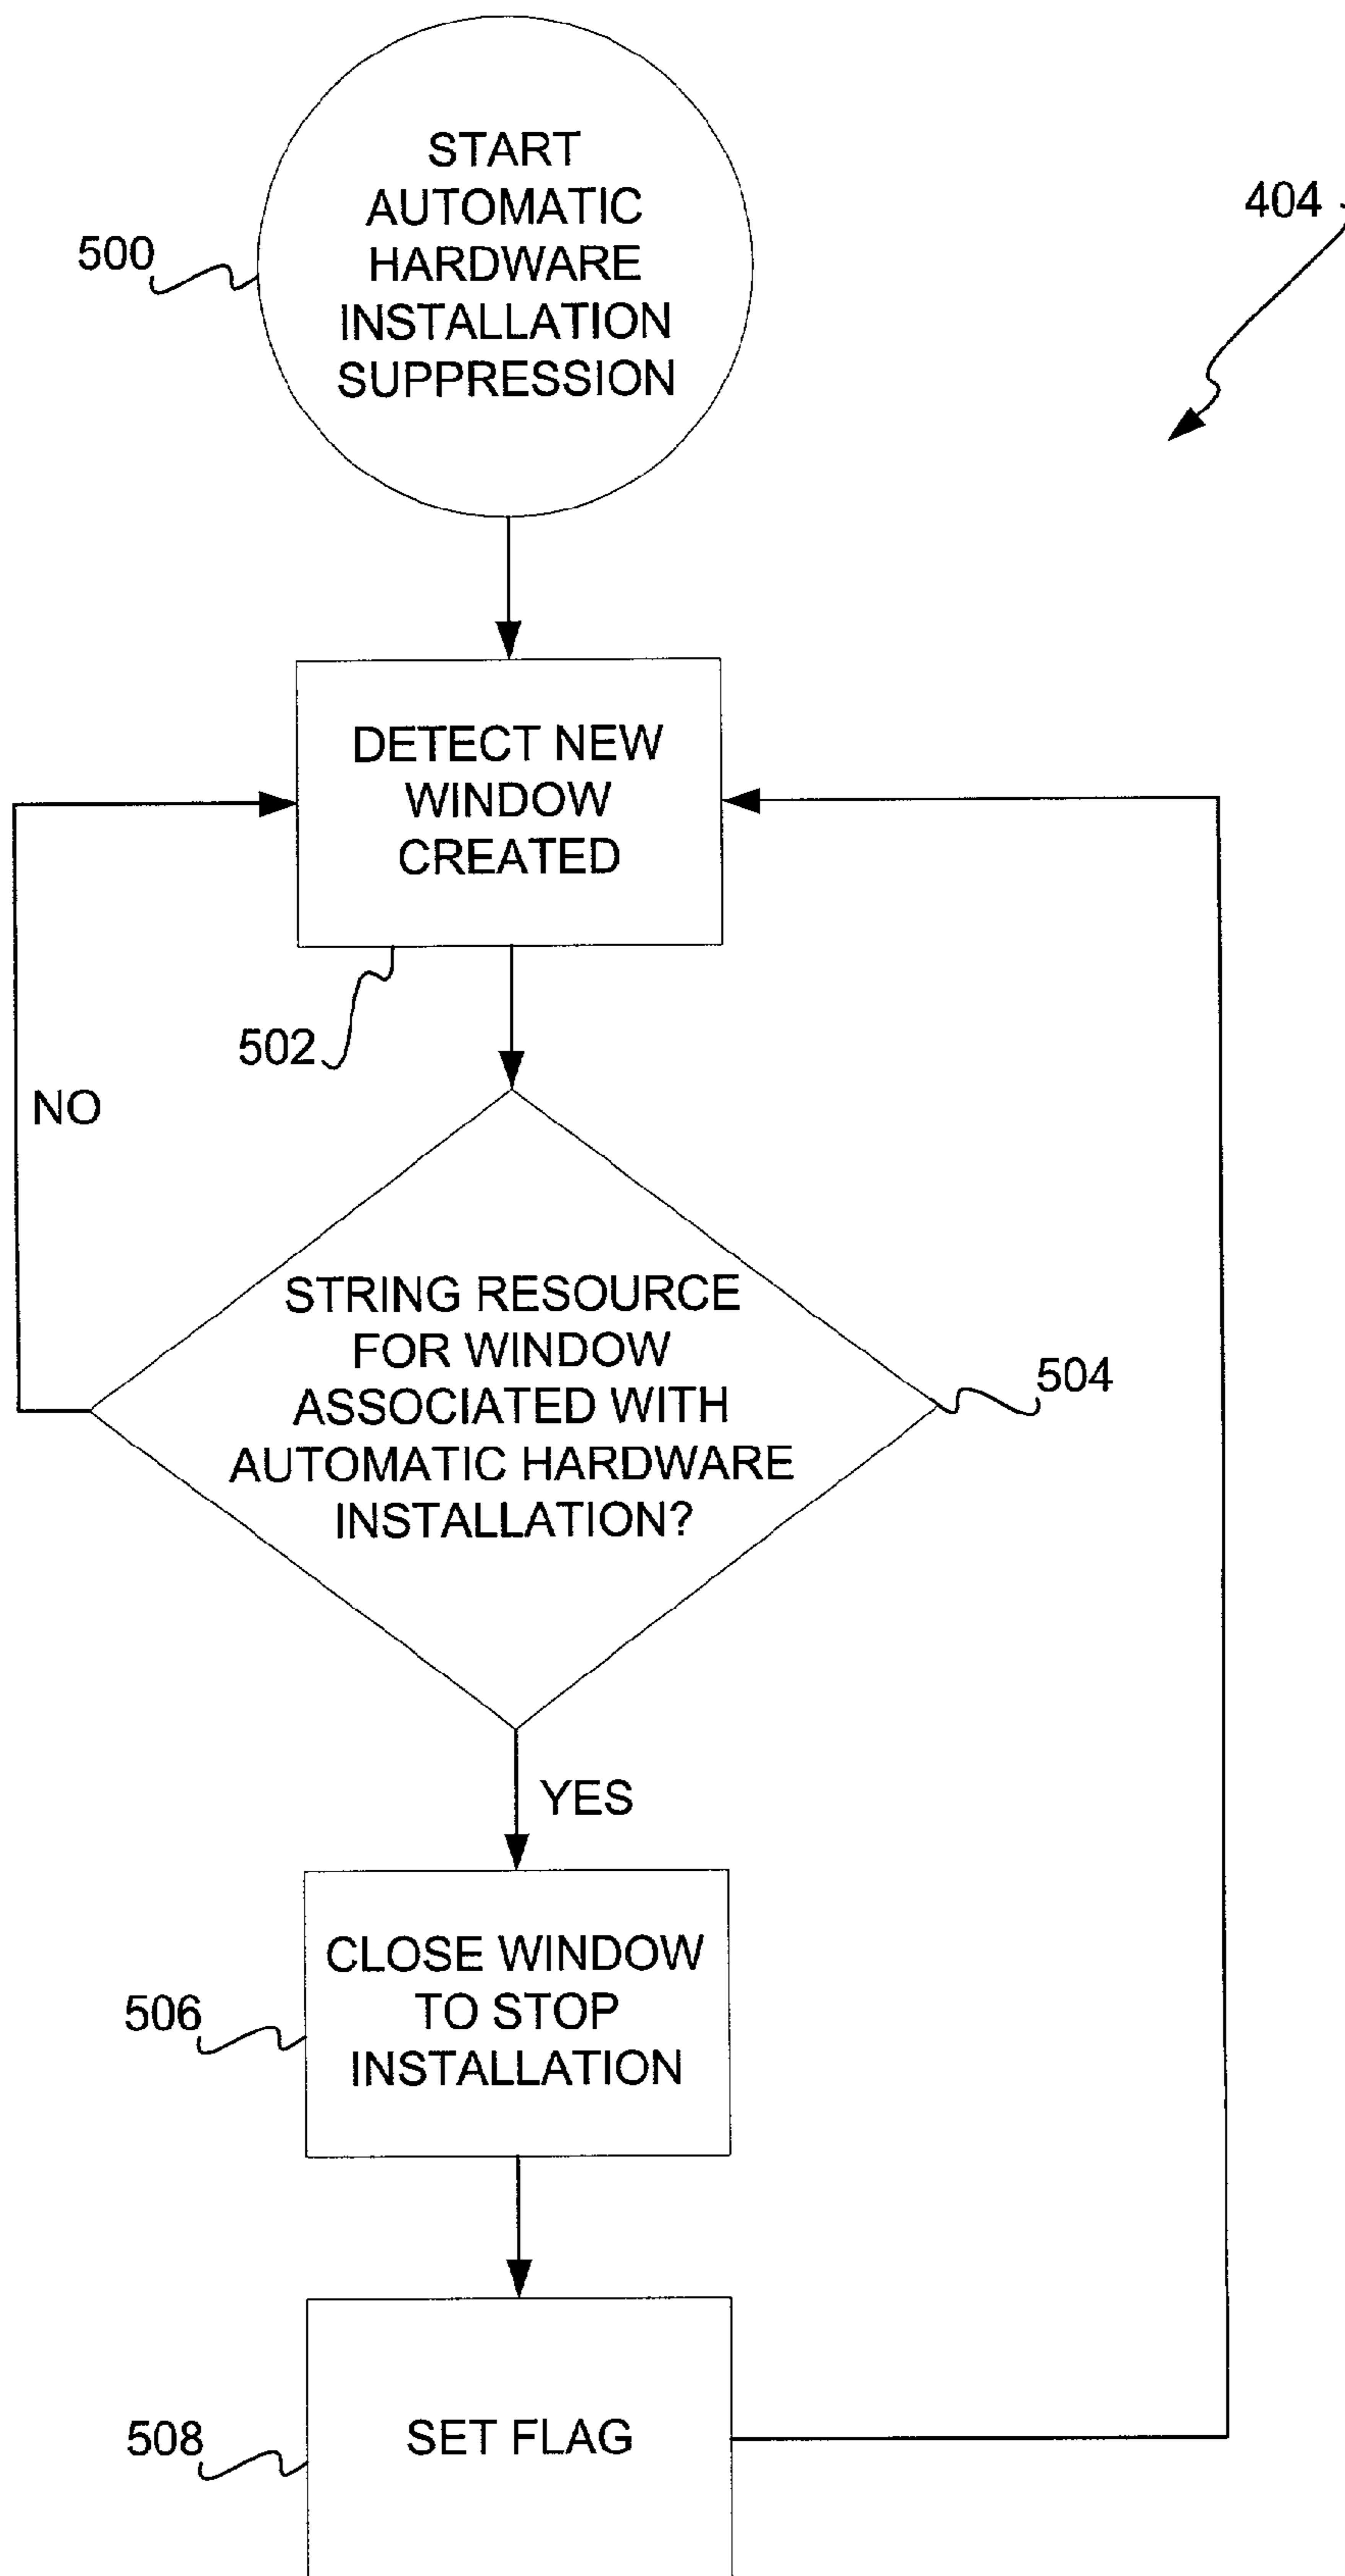 START
AUTOMATIC
HARDWARE
INSTALLATION
SUPPRESSION
500
404
DETECT NEW
WINDOW
CREATED
502
NO
STRING RESOURCE
FOR WINDOW
ASSOCIATED WITH
AUTOMATIC HARDWARE
INSTALLATION?
504
YES
CLOSE WINDOW
TO STOP
INSTALLATION
506
SET FLAG
508